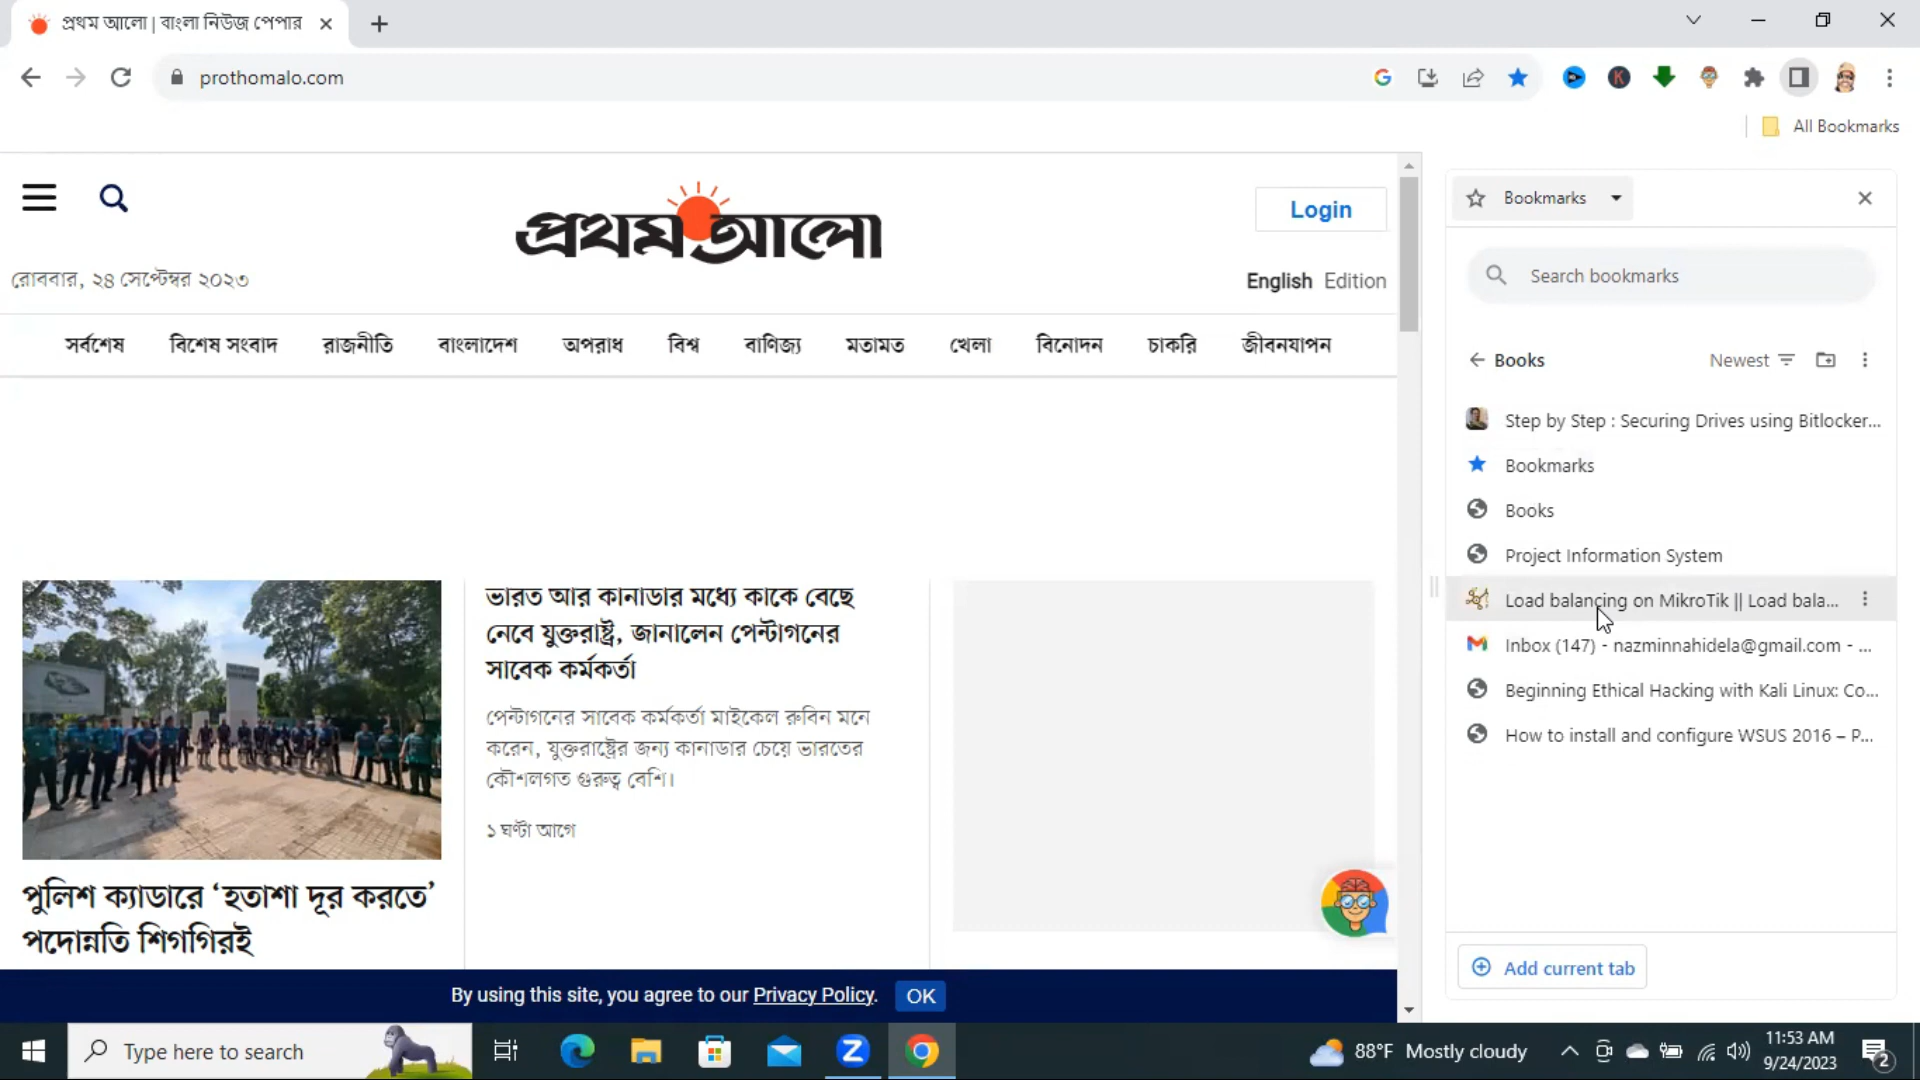 প্রথম আলো | বাংলা নিউজ পেপার
prothomalo.com
All Bookmarks
প্রথম আলো
Login
রোববার, ২৪ সেপ্টেম্বর ২০২৩
English Edition
সর্বশেষ বিশেষ সংবাদ রাজনীতি বাংলাদেশ অপরাধ বিশ্ব বাণিজ্য মতামত খেলা বিনোদন চাকরি জীবনযাপন
পুলিশ ক্যাডারে ‘হতাশা দূর করতে’
পদোন্নতি শিগগিরই
ভারত আর কানাডার মধ্যে কাকে বেছে
নেবে যুক্তরাষ্ট্র, জানালেন পেন্টাগনের
সাবেক কর্মকর্তা
পেন্টাগনের সাবেক কর্মকর্তা মাইকেল রুবিন মনে
করেন, যুক্তরাষ্ট্রের জন্য কানাডার চেয়ে ভারতের
কৌশলগত গুরুত্ব বেশি।
১ ঘণ্টা আগে
By using this site, you agree to our Privacy Policy. OK
Bookmarks
Search bookmarks
Books Newest
Step by Step : Securing Drives using Bitlocker...
Bookmarks
Books
Project Information System
Load balancing on MikroTik || Load bala...
Inbox (147) - nazminnahidela@gmail.com - ...
Beginning Ethical Hacking with Kali Linux: Co...
How to install and configure WSUS 2016 – P...
Add current tab
Type here to search
88°F Mostly cloudy
11:53 AM
9/24/2023
2